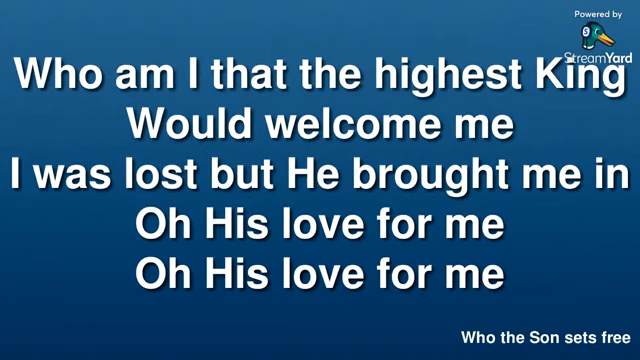 Powered by
StreamYard
Who am I that the highest King
Would welcome me
I was lost but He brought me in
Oh His love for me
Oh His love for me
Who the Son sets free